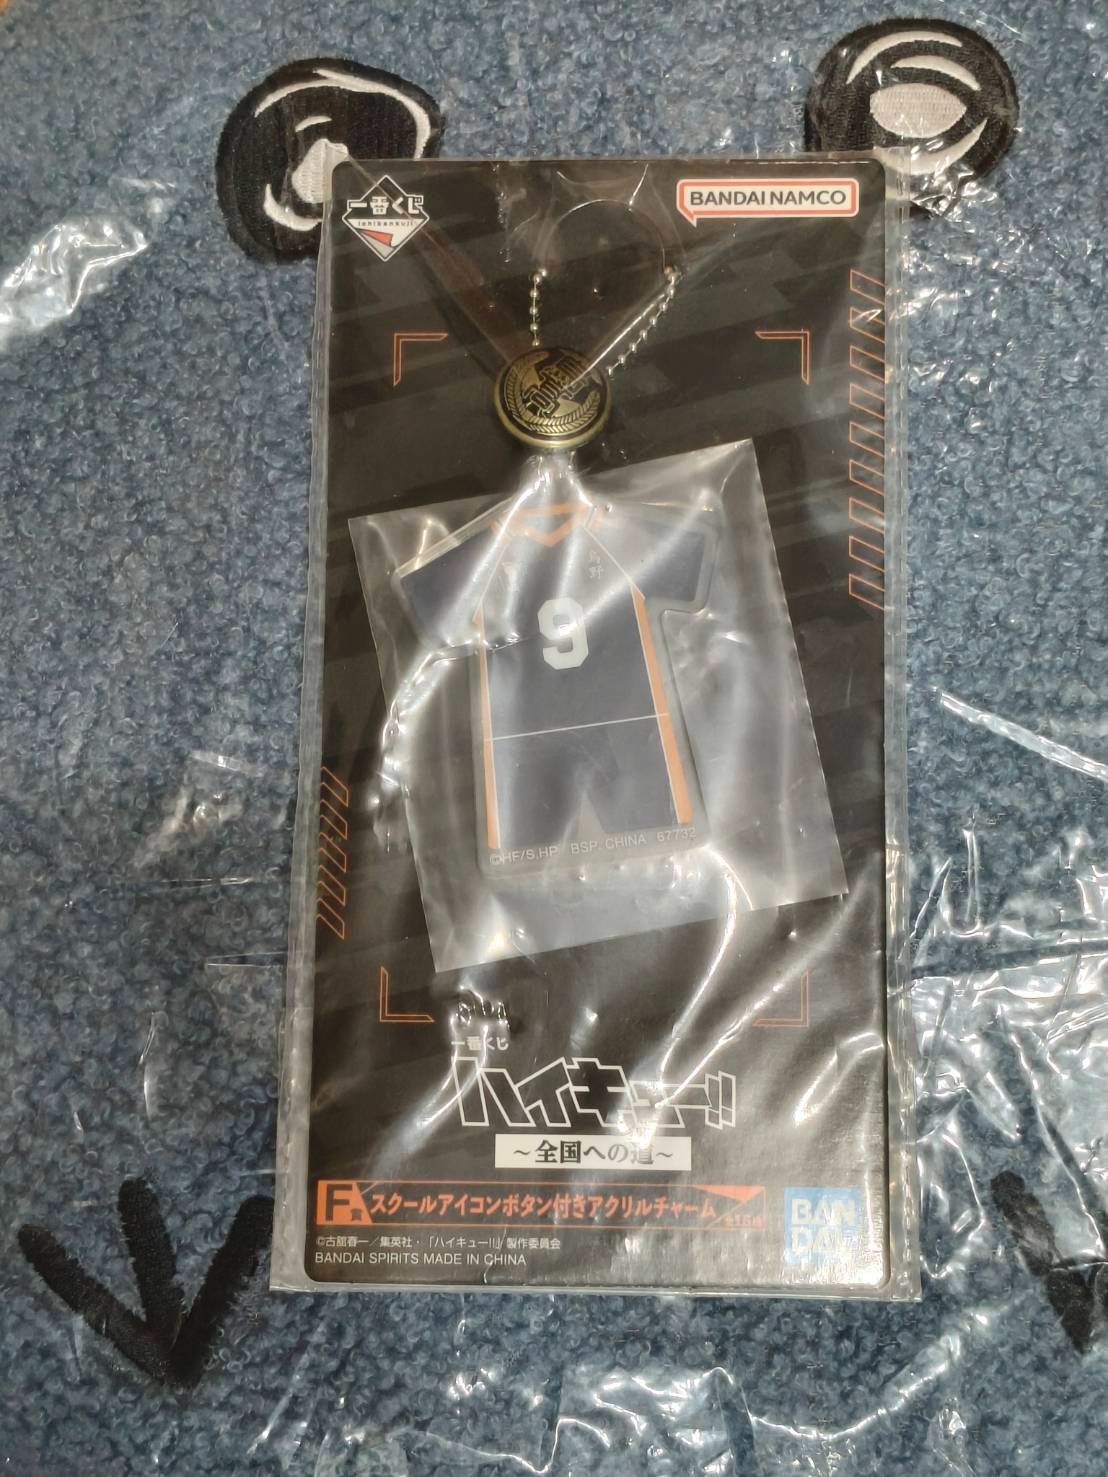 一番くじ
ichibankuji
BANDAI NAMCO
烏野
9
©HF/S,HP BSP. CHINA 67732
一番くじ
ハイキュー!!
～全国への道～
F賞 スクールアイコンボタン付きアクリルチャーム
©古舘春一／集英社・「ハイキュー!!」製作委員会
BANDAI SPIRITS MADE IN CHINA
BAN
DAI